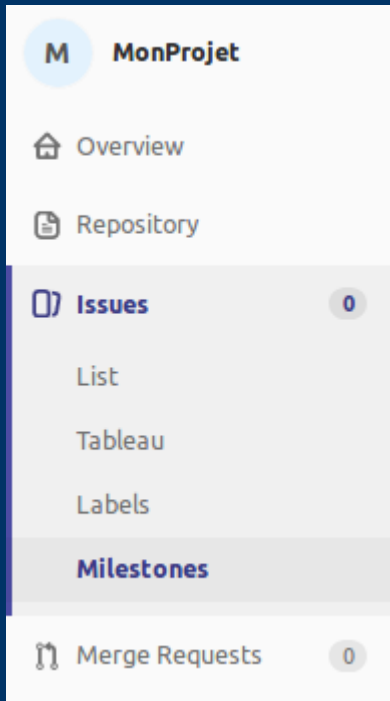 M MonProjet
Overview
Repository
Issues 0
List
Tableau
Labels
Milestones
Merge Requests 0